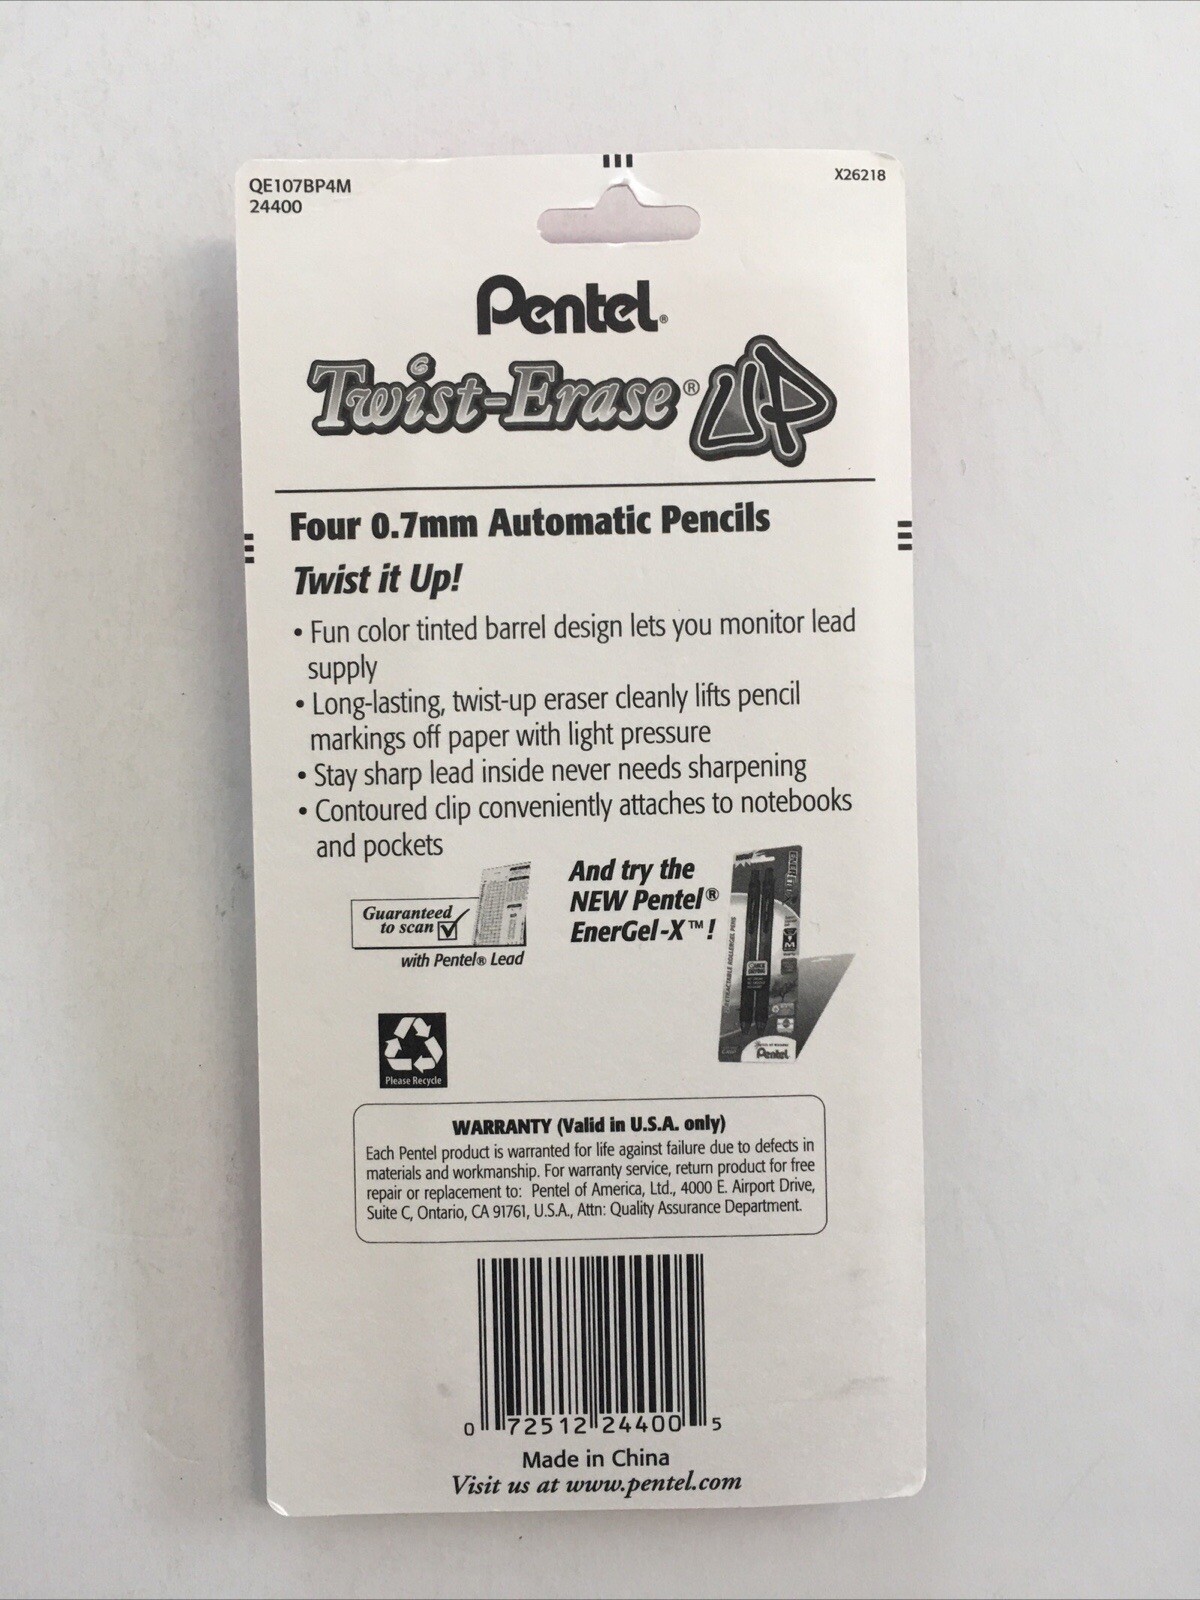 QE107BP4M
24400
X26218
Pentel®
Twist-Erase® UP
Four 0.7mm Automatic Pencils
Twist it Up!
• Fun color tinted barrel design lets you monitor lead
supply
• Long-lasting, twist-up eraser cleanly lifts pencil
markings off paper with light pressure
• Stay sharp lead inside never needs sharpening
• Contoured clip conveniently attaches to notebooks
and pockets
Guaranteed
to scan
with Pentel® Lead
And try the
NEW Pentel®
EnerGel-X™!
Pentel
Please Recycle
WARRANTY (Valid in U.S.A. only)
Each Pentel product is warranted for life against failure due to defects in
materials and workmanship. For warranty service, return product for free
repair or replacement to: Pentel of America, Ltd., 4000 E. Airport Drive,
Suite C, Ontario, CA 91761, U.S.A., Attn: Quality Assurance Department.
0 72512 24400 5
Made in China
Visit us at www.pentel.com